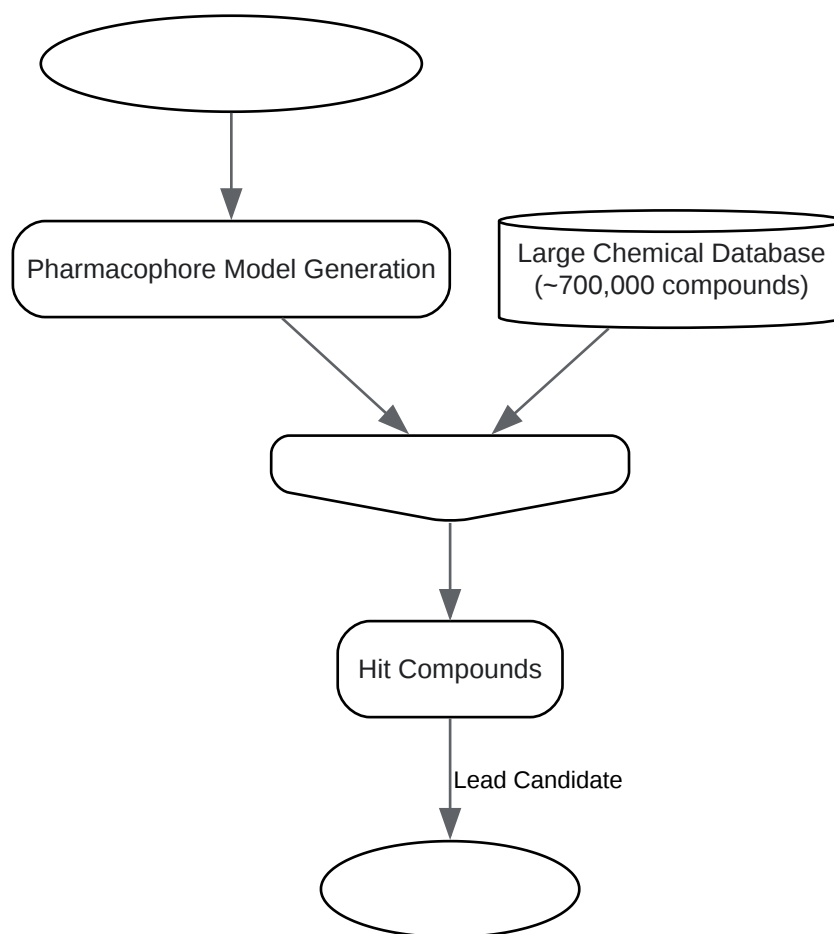 Pharmacophore Model Generation
Large Chemical Database
(~700,000 compounds)
Hit Compounds
Lead Candidate